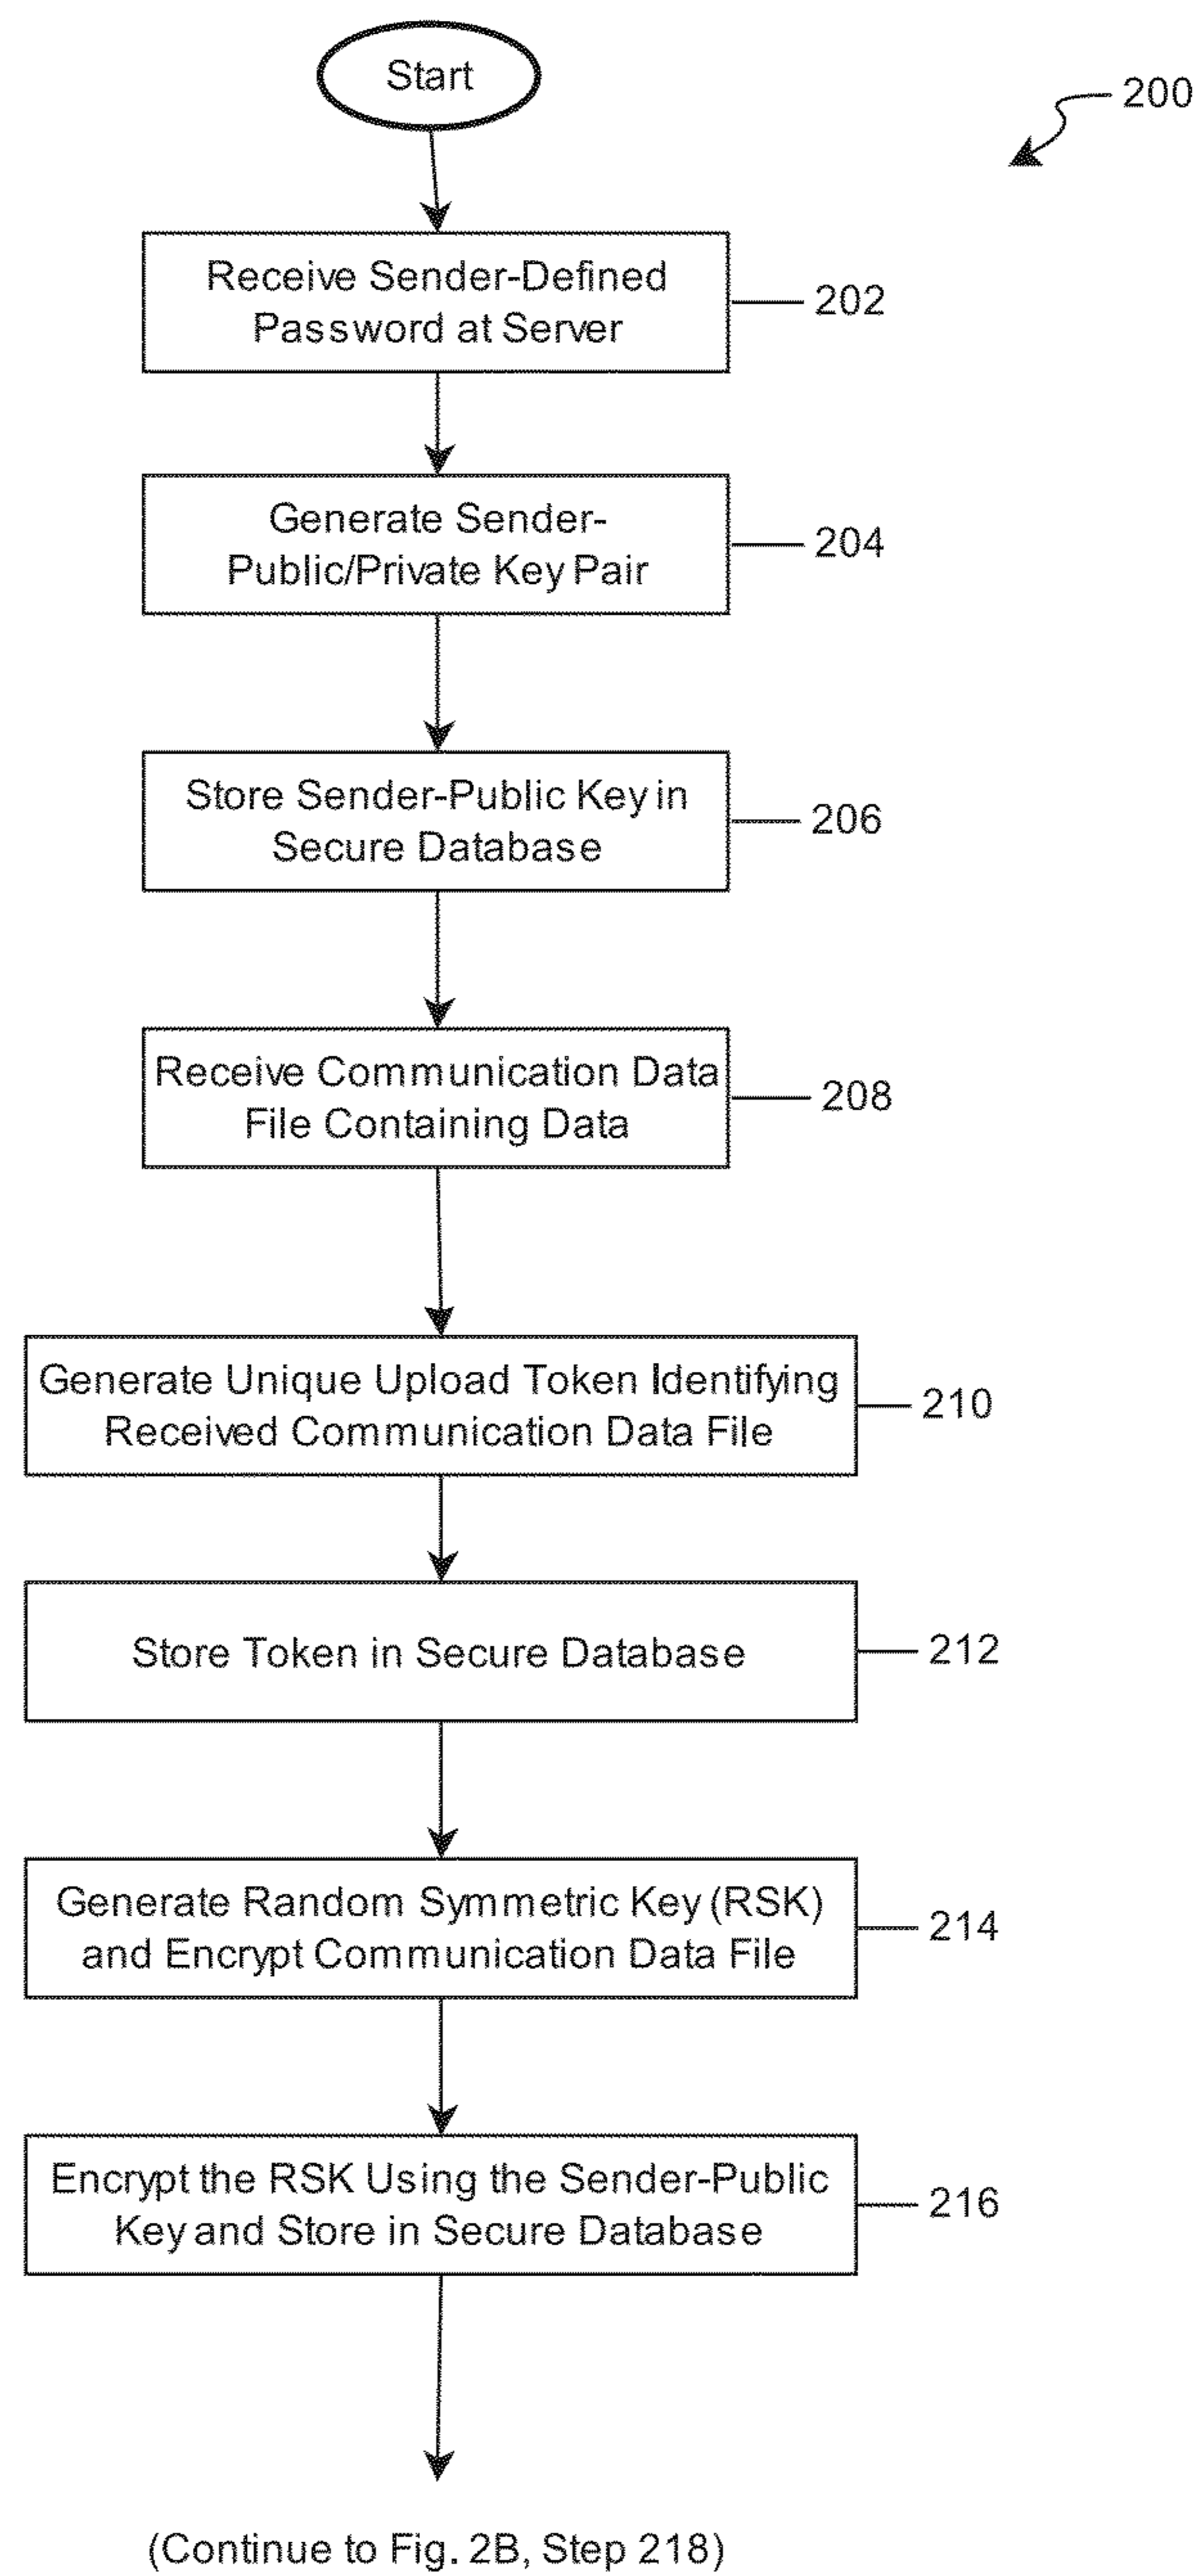 Start
200
Receive Sender-Defined
Password at Server
202
Generate Sender-
Public/Private Key Pair
204
Store Sender-Public Key in
Secure Database
206
Receive Communication Data
File Containing Data
208
Generate Unique Upload Token Identifying
Received Communication Data File
210
Store Token in Secure Database
212
Generate Random Symmetric Key (RSK)
and Encrypt Communication Data File
214
Encrypt the RSK Using the Sender-Public
Key and Store in Secure Database
216
(Continue to Fig. 2B, Step 218)